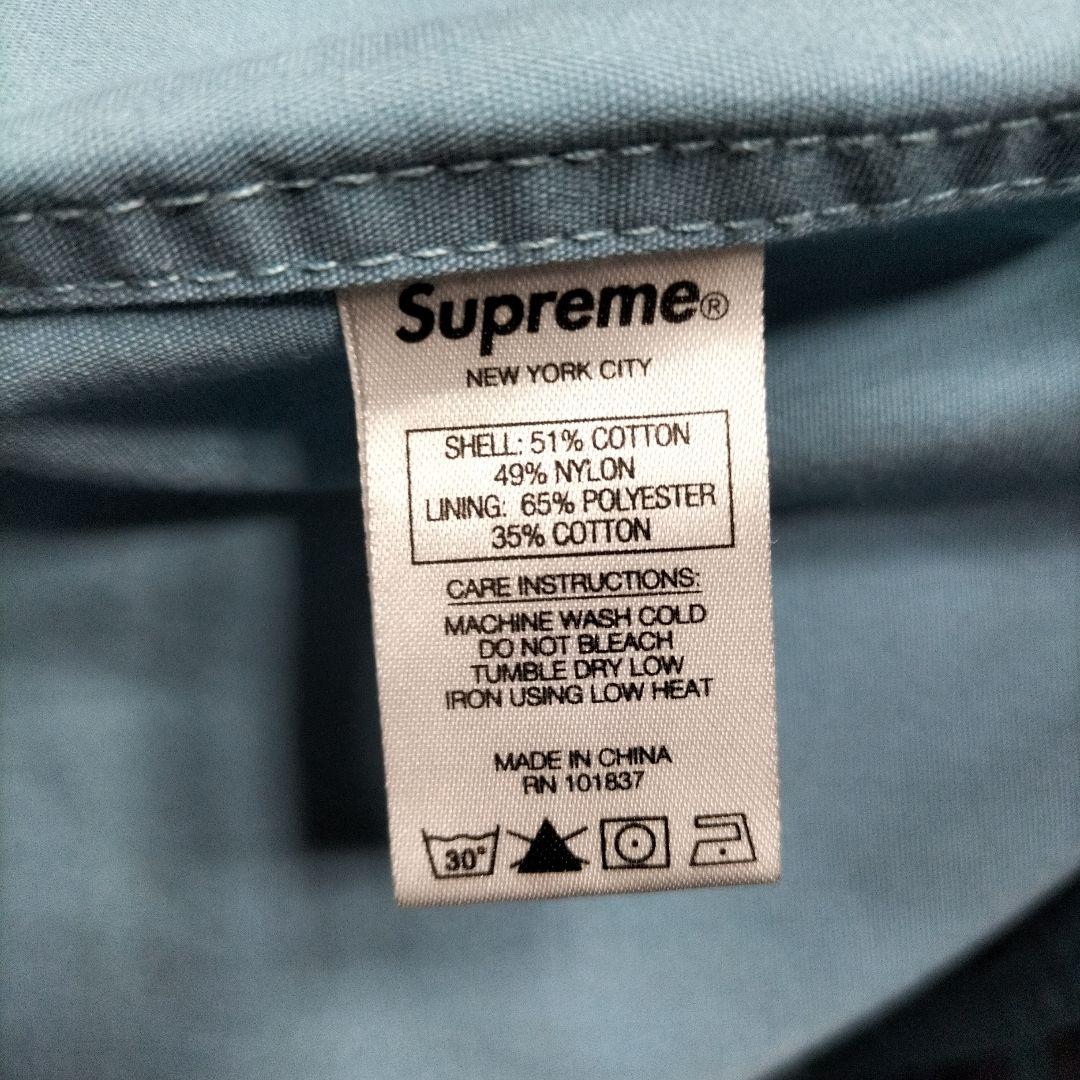 Supreme®
NEW YORK CITY
SHELL: 51% COTTON
49% NYLON
LINING: 65% POLYESTER
35% COTTON
CARE INSTRUCTIONS:
MACHINE WASH COLD
DO NOT BLEACH
TUMBLE DRY LOW
IRON USING LOW HEAT
MADE IN CHINA
RN 101837
30°